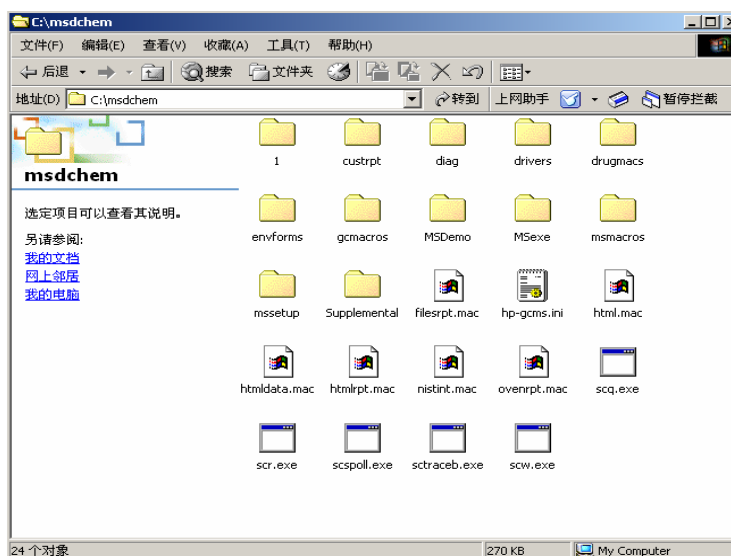 C:\msdchem
文件(F) 编辑(E) 查看(V) 收藏(A) 工具(T) 帮助(H)
后退 搜索 文件夹
地址(D) C:\msdchem 转到 上网助手 暂停拦截
msdchem
选定项目可以查看其说明。
另请参阅:
我的文档
网上邻居
我的电脑
1 custrpt diag drivers drugmacs
envforms gcmacros MSDemo MSexe msmacros
mssetup Supplemental filesrpt.mac hp-gcms.ini html.mac
htmldata.mac htmlrpt.mac nistint.mac ovenrpt.mac scq.exe
scr.exe scspoll.exe sctraceb.exe scw.exe
24 个对象 270 KB My Computer